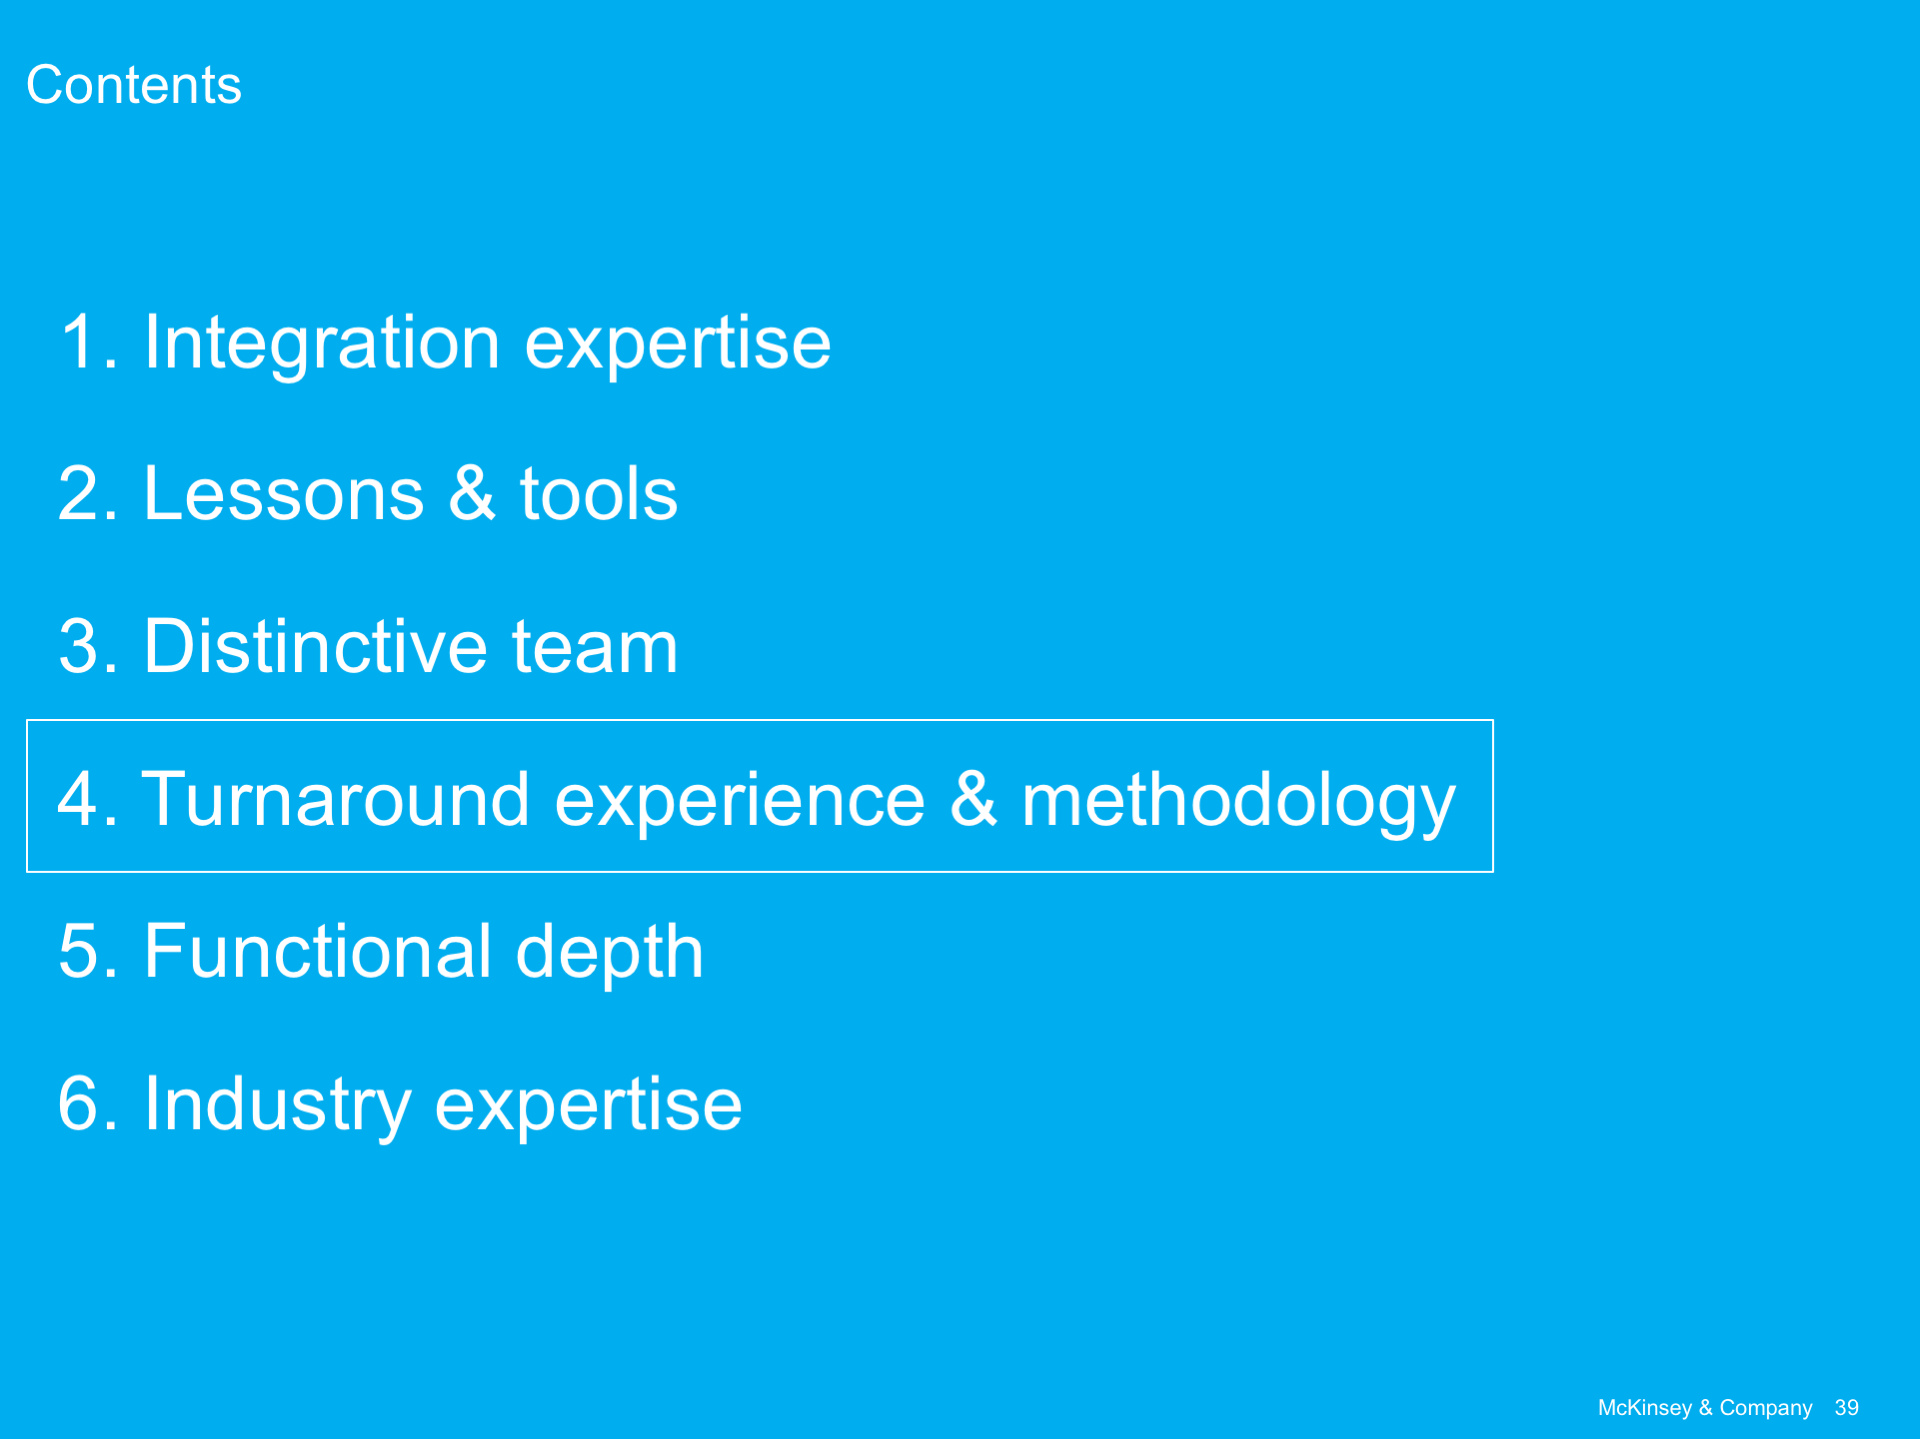 Contents
1. Integration expertise
2. Lessons & tools
3. Distinctive team
4. Turnaround experience & methodology
5. Functional depth
6. Industry expertise
McKinsey & Company 39